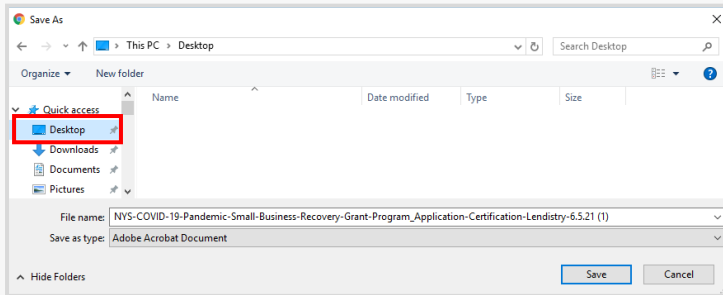 Save As
This PC > Desktop
Search Desktop
Organize New folder
Name Date modified Type Size
Quick access
Desktop
Downloads
Documents
Pictures
File name: NYS-COVID-19-Pandemic-Small-Business-Recovery-Grant-Program_Application-Certification-Lendistry-6.5.21 (1)
Save as type: Adobe Acrobat Document
Hide Folders
Save
Cancel